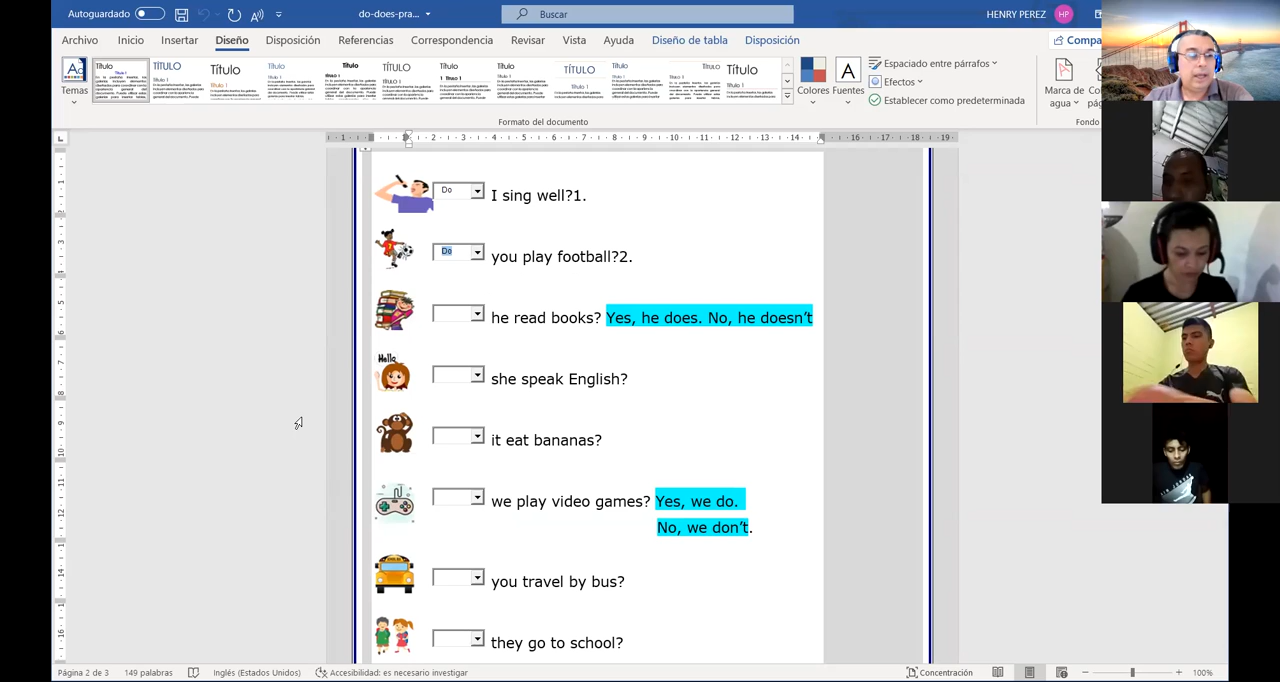 Autoguardado
do-does-pra...
Buscar
HENRY PEREZ
HP
Archivo Inicio Insertar Diseño Disposición Referencias Correspondencia Revisar Vista Ayuda Diseño de tabla Disposición
Compa
Temas
Título
TÍTULO
Título
Título
Título
TÍTULO
Título
Título
TÍTULO
TÍTULO
Título
Colores
Fuentes
Espaciado entre párrafos
Efectos
Establecer como predeterminada
Marca de agua
Formato del documento
Fondo
Do I sing well?1.
Do you play football?2.
he read books? Yes, he does. No, he doesn't
Hello
she speak English?
it eat bananas?
we play video games? Yes, we do.
No, we don't.
you travel by bus?
they go to school?
Página 2 de 3 149 palabras Inglés (Estados Unidos) Accesibilidad: es necesario investigar Concentración 100%